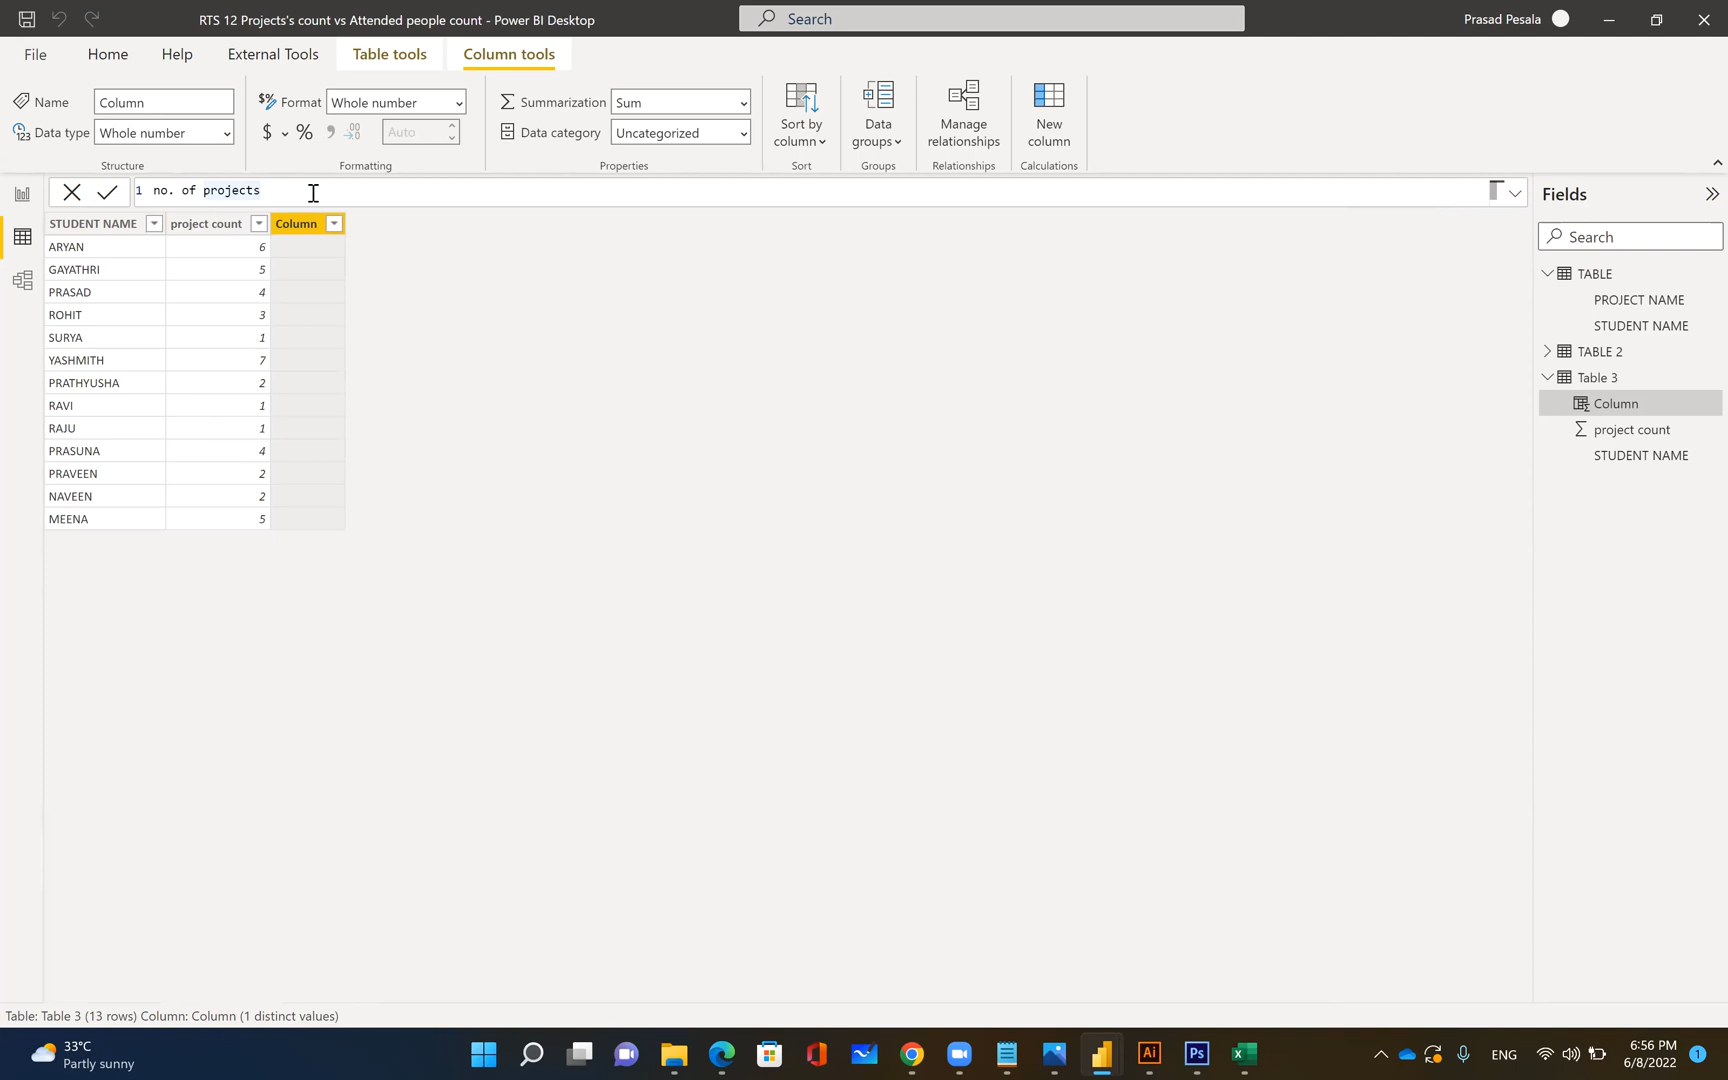 RTS 12 Projects's count vs Attended people count - Power BI Desktop
Search
Prasad Pesala
File
Home
Help
External Tools
Table tools
Column tools
Name
Column
Format
Whole number
Summarization
Sum
Data type
Whole number
$
%
Auto
Data category
Uncategorized
Sort by column
Data groups
Manage relationships
New column
Structure
Formatting
Properties
Sort
Groups
Relationships
Calculations
1 no. of projects
STUDENT NAME project count Column
ARYAN 6
GAYATHRI 5
PRASAD 4
ROHIT 3
SURYA 1
YASHMITH 7
PRATHYUSHA 2
RAVI 1
RAJU 1
PRASUNA 4
PRAVEEN 2
NAVEEN 2
MEENA 5
Fields
Search
TABLE
PROJECT NAME
STUDENT NAME
TABLE 2
Table 3
Column
project count
STUDENT NAME
Table: Table 3 (13 rows) Column: Column (1 distinct values)
33°C
Partly sunny
Ai
Ps
ENG
6:56 PM
6/8/2022
1